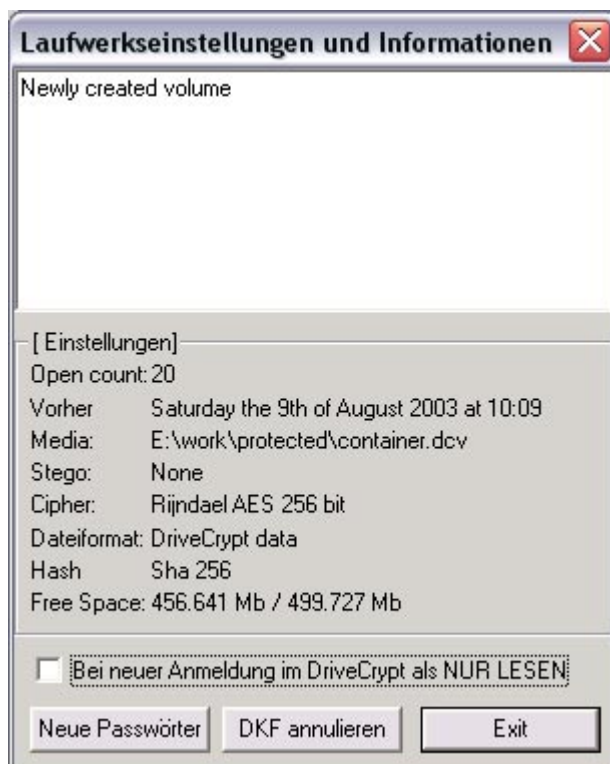 Laufwerkseinstellungen und Informationen
Newly created volume
[ Einstellungen]
Open count: 20
Vorher Saturday the 9th of August 2003 at 10:09
Media: E:\work\protected\container.dcv
Stego: None
Cipher: Rijndael AES 256 bit
Dateiformat: DriveCrypt data
Hash Sha 256
Free Space: 456.641 Mb / 499.727 Mb
Bei neuer Anmeldung im DriveCrypt als NUR LESEN
Neue Passwörter DKF annulieren Exit